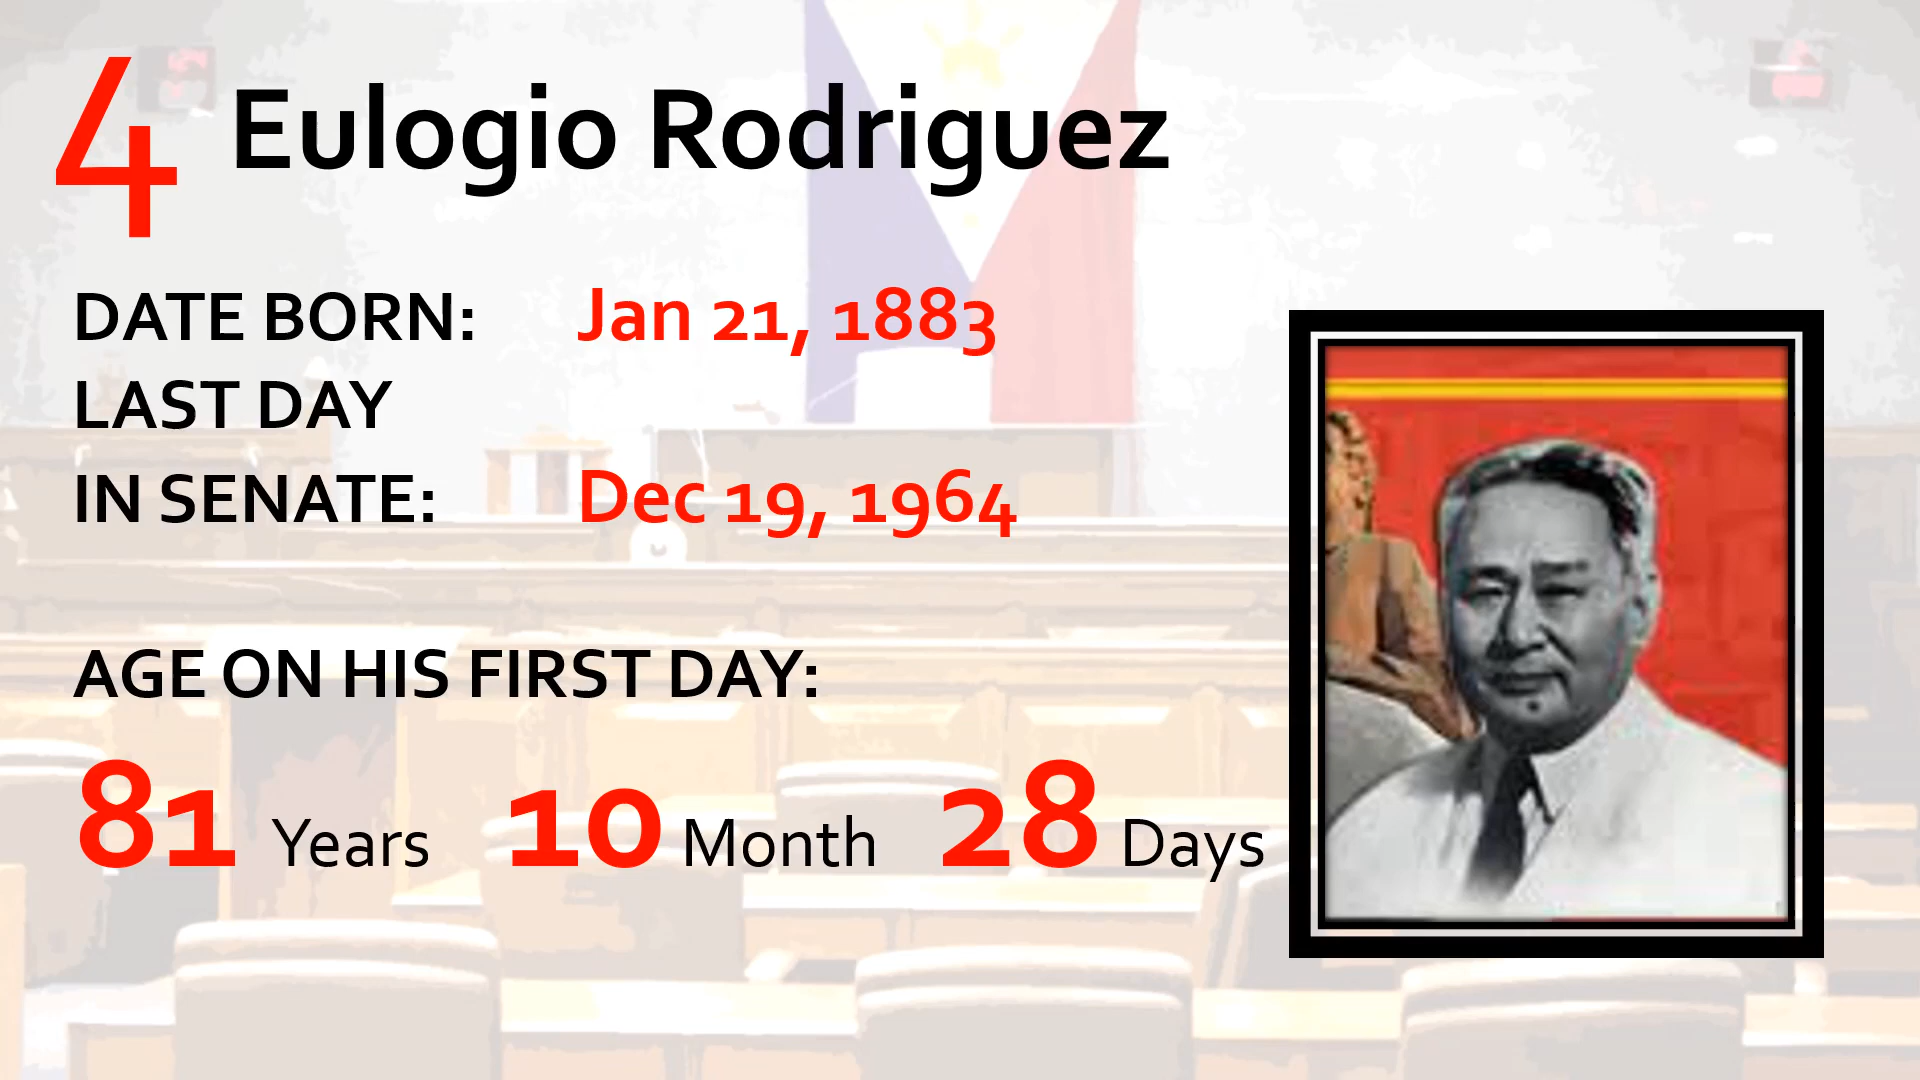 4 Eulogio Rodriguez
DATE BORN: Jan 21, 1883
LAST DAY
IN SENATE: Dec 19, 1964
AGE ON HIS FIRST DAY:
81 Years 10 Month 28 Days